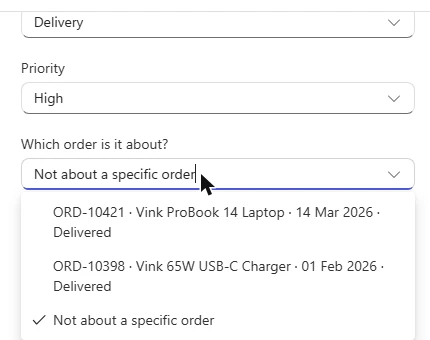 Delivery
Priority
High
Which order is it about?
Not about a specific order
ORD-10421 · Vink ProBook 14 Laptop · 14 Mar 2026 ·
Delivered
ORD-10398 · Vink 65W USB-C Charger · 01 Feb 2026 ·
Delivered
Not about a specific order